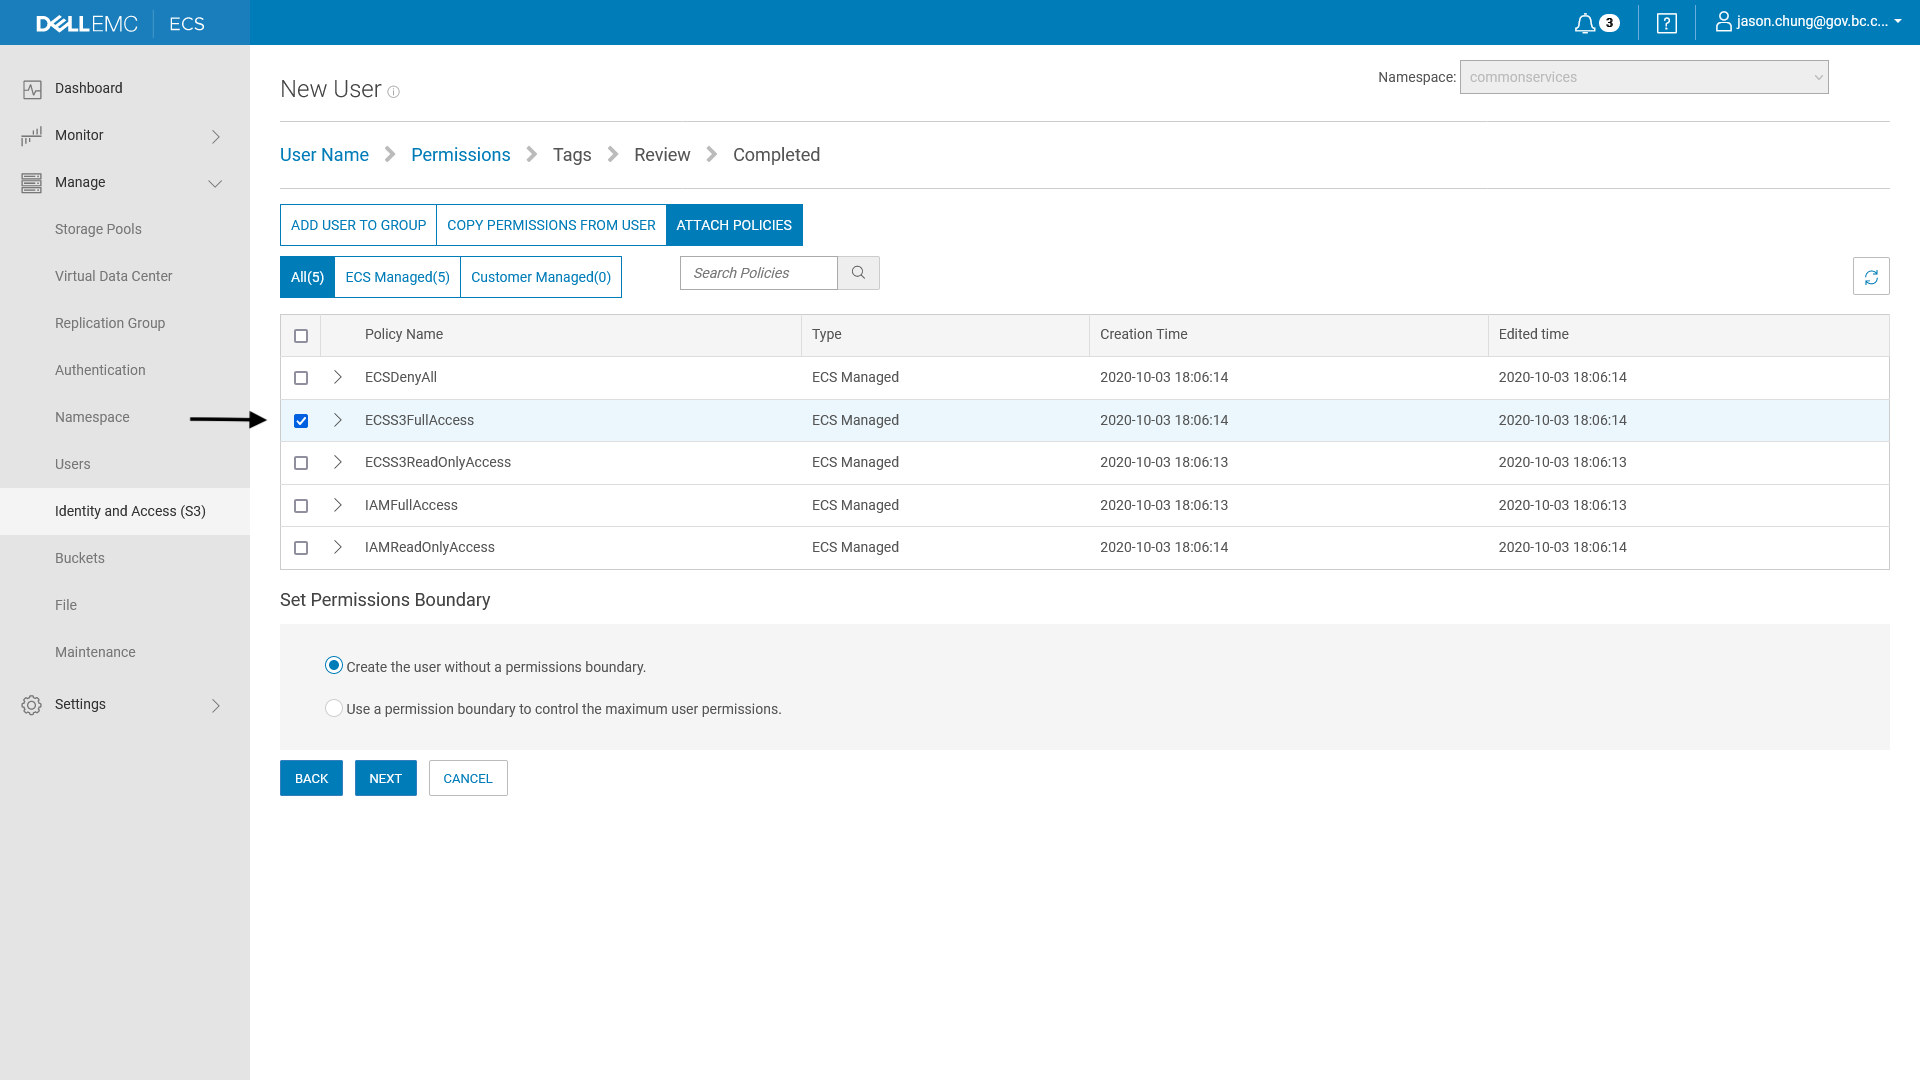 DELLEMC ECS 3 ? jason.chung@gov.bc.c...
Dashboard
Monitor
Manage
Storage Pools
Virtual Data Center
Replication Group
Authentication
Namespace
Users
Identity and Access (S3)
Buckets
File
Maintenance
Settings
New User
Namespace: commonservices
User Name Permissions Tags Review Completed
ADD USER TO GROUP COPY PERMISSIONS FROM USER ATTACH POLICIES
All(5) ECS Managed(5) Customer Managed(0) Search Policies
Policy Name Type Creation Time Edited time
ECSDenyAll ECS Managed 2020-10-03 18:06:14 2020-10-03 18:06:14
ECSS3FullAccess ECS Managed 2020-10-03 18:06:14 2020-10-03 18:06:14
ECSS3ReadOnlyAccess ECS Managed 2020-10-03 18:06:13 2020-10-03 18:06:13
IAMFullAccess ECS Managed 2020-10-03 18:06:13 2020-10-03 18:06:13
IAMReadOnlyAccess ECS Managed 2020-10-03 18:06:14 2020-10-03 18:06:14
Set Permissions Boundary
Create the user without a permissions boundary.
Use a permission boundary to control the maximum user permissions.
BACK NEXT CANCEL